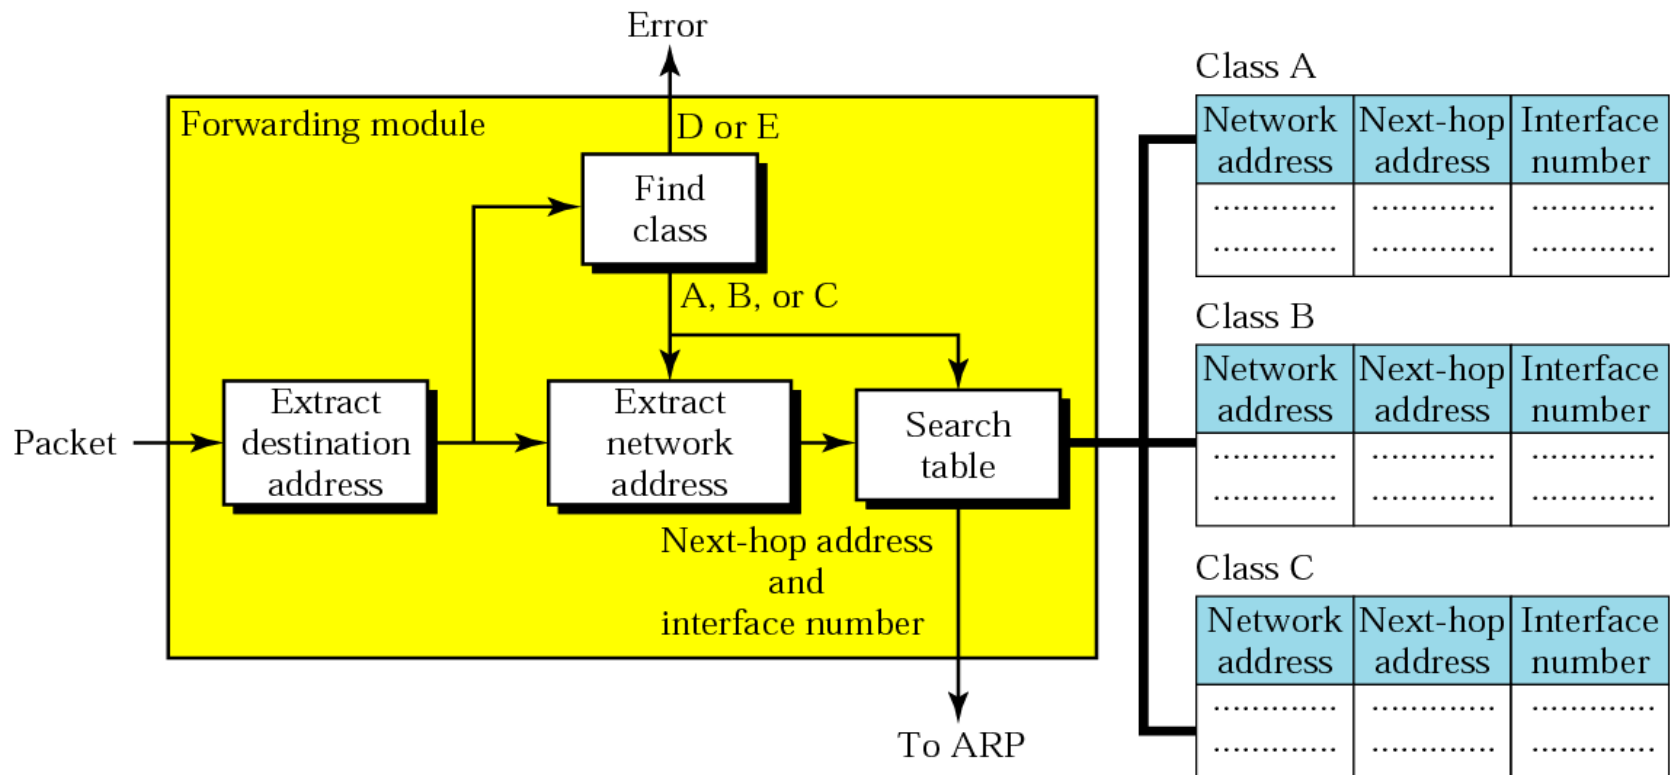 Error
Forwarding module
D or E
Find
class
A, B, or C
Packet
Extract
destination
address
Extract
network
address
Search
table
Next-hop address
and
interface number
To ARP
Class A
Network address
Next-hop address
Interface number
.............
.............
.............
.............
.............
.............
Class B
Network address
Next-hop address
Interface number
.............
.............
.............
.............
.............
.............
Class C
Network address
Next-hop address
Interface number
.............
.............
.............
.............
.............
.............